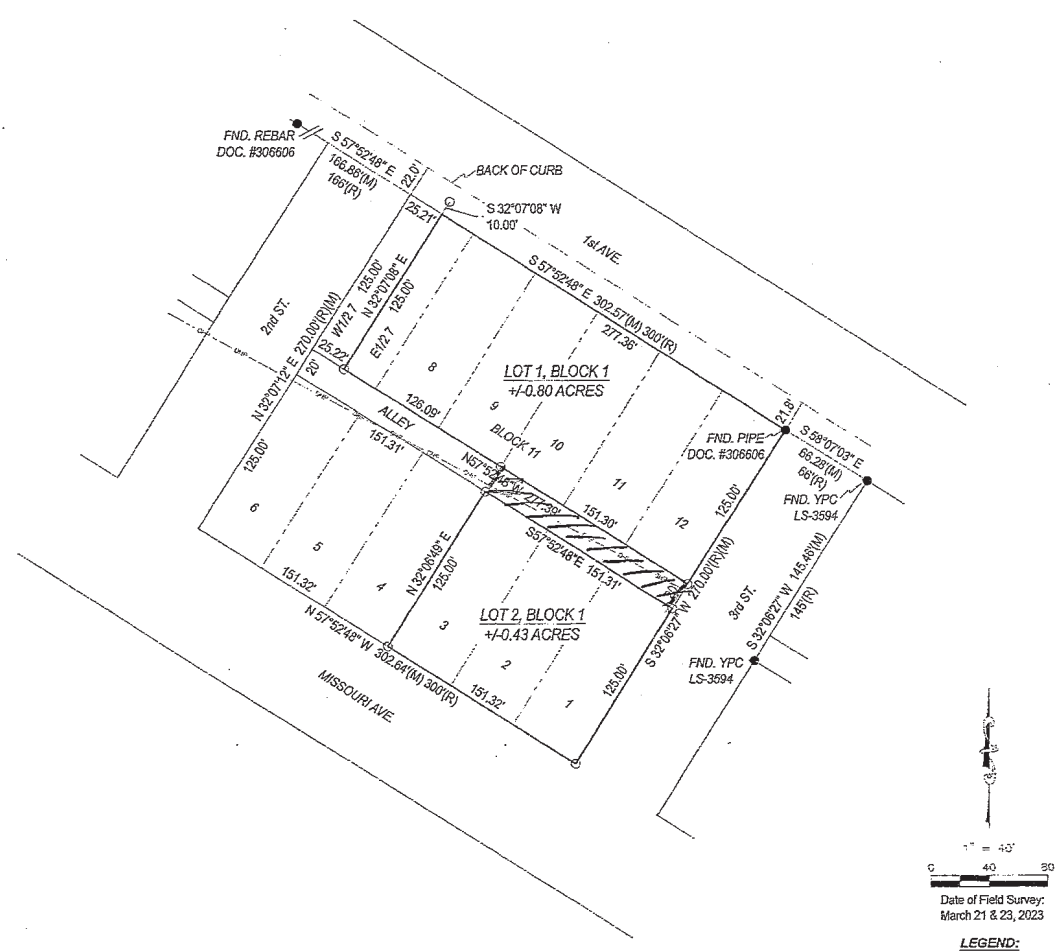 FND. REBAR
DOC. #306606
S 57°52'48" E
166.86'(M)
166'(R)
22.0'
BACK OF CURB
25.21'
S 32°07'08" W
10.00'
1st AVE.
S 57°52'48" E 302.57'(M) 300'(R)
277.36'
2nd ST.
N 32°07'12" E 270.00'(R)(M)
W1/2 7
125.00'
N 32°07'08" E
125.00'
E1/2 7
25.22'
20'
8
LOT 1, BLOCK 1
+/-0.80 ACRES
9
10
BLOCK 11
11
12
126.09'
ALLEY
151.31'
N57°52'48"W 277.39'
151.30'
21.8'
FND. PIPE
DOC. #306606
S 58°07'03" E
66.28'(M)
66'(R)
FND. YPC
LS-3594
125.00'
125.00'
6
5
4
N 32°06'49" E
125.00'
S57°52'48"E 151.31'
20'
S 32°06'27" W 270.00'(R)(M)
3rd ST.
S 32°06'27" W 145.46'(M)
145'(R)
LOT 2, BLOCK 1
+/-0.43 ACRES
3
2
1
125.00'
FND. YPC
LS-3594
151.32'
N 57°52'48" W 302.64'(M) 300'(R)
151.32'
MISSOURI AVE.
1" = 40'
0 40 80
Date of Field Survey:
March 21 & 23, 2023
LEGEND: